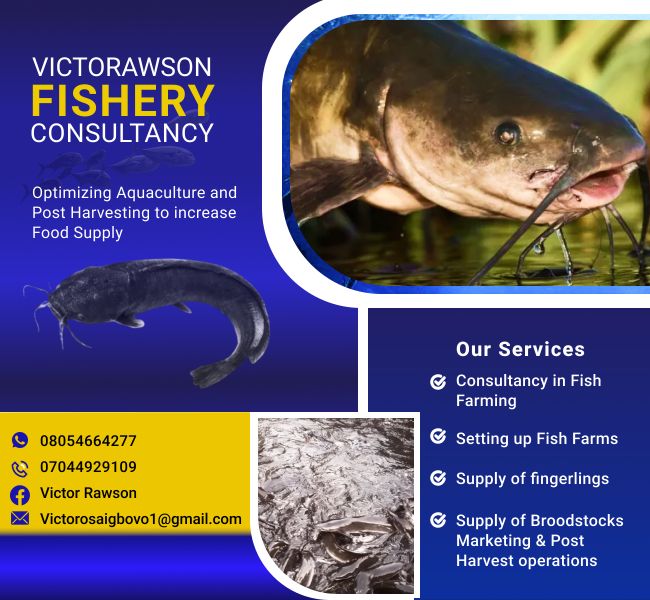 VICTORAWSON
FISHERY
CONSULTANCY
Optimizing Aquaculture and
Post Harvesting to increase
Food Supply
Our Services
Consultancy in Fish
Farming
Setting up Fish Farms
Supply of fingerlings
Supply of Broodstocks
Marketing & Post
Harvest operations
08054664277
07044929109
Victor Rawson
Victorosaigbovo1@gmail.com